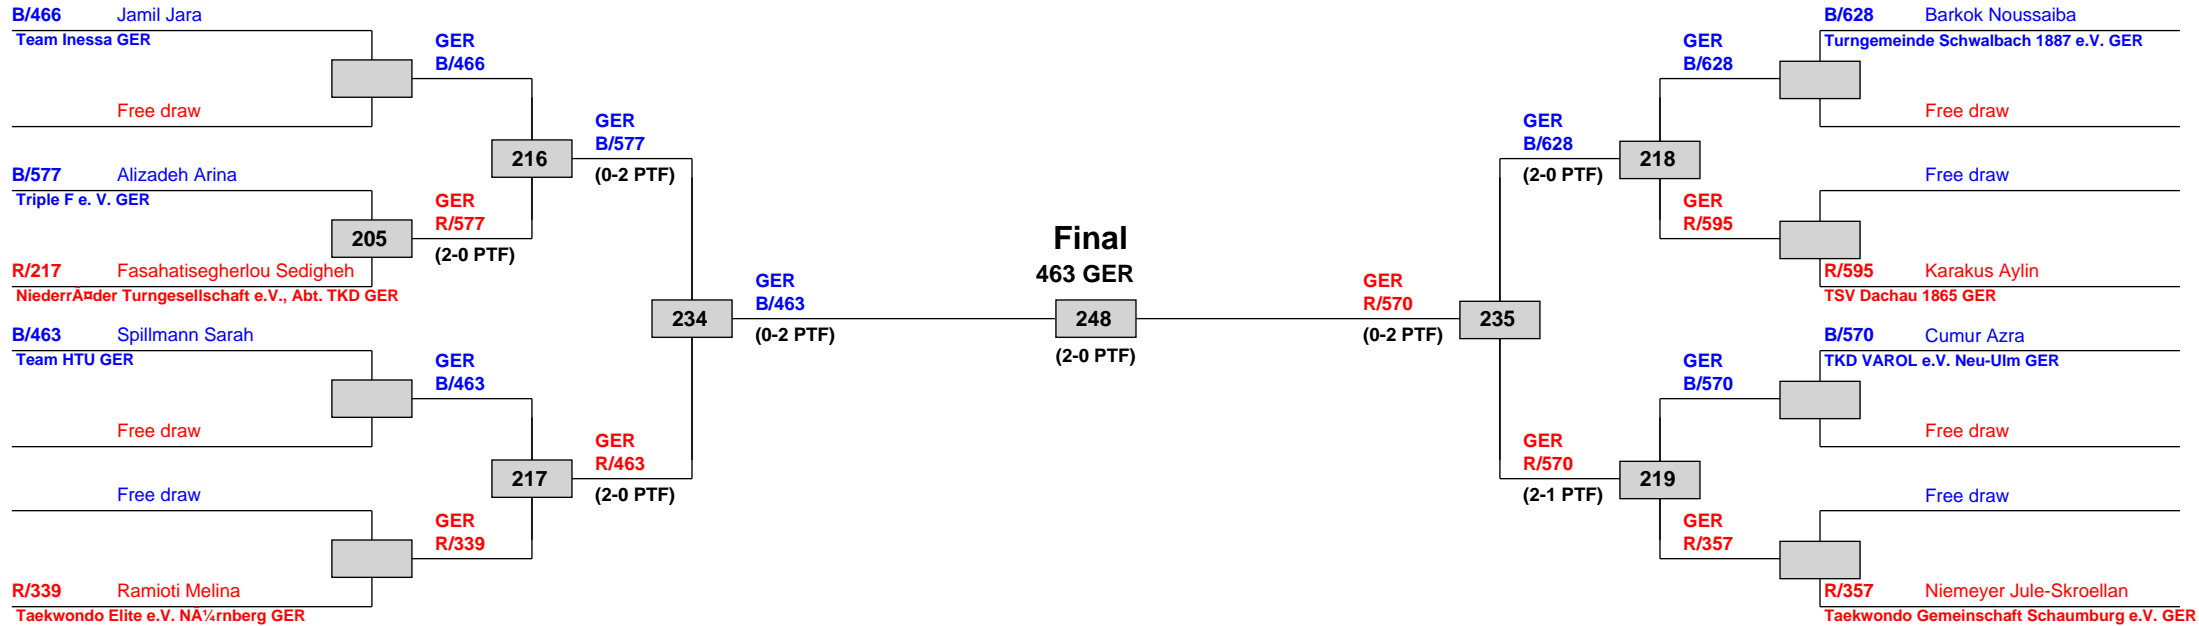 B/466 Jamil Jara
Team Inessa GER
GER
B/466
Free draw
GER
B/577
216
(0-2 PTF)
B/577 Alizadeh Arina
Triple F e. V. GER
GER
R/577
205
(2-0 PTF)
R/217 Fasahatisegherlou Sedigheh
NiederrÃ¤der Turngesellschaft e.V., Abt. TKD GER
GER
B/463
234
(0-2 PTF)
B/463 Spillmann Sarah
Team HTU GER
GER
B/463
Free draw
GER
R/463
217
(2-0 PTF)
Free draw
GER
R/339
R/339 Ramioti Melina
Taekwondo Elite e.V. NÃ¼rnberg GER
Final
463 GER
248
(2-0 PTF)
B/628 Barkok Noussaiba
Turngemeinde Schwalbach 1887 e.V. GER
GER
B/628
Free draw
GER
B/628
218
(2-0 PTF)
Free draw
GER
R/595
R/595 Karakus Aylin
TSV Dachau 1865 GER
GER
R/570
235
(0-2 PTF)
B/570 Cumur Azra
TKD VAROL e.V. Neu-Ulm GER
GER
B/570
Free draw
GER
R/570
219
(2-1 PTF)
Free draw
GER
R/357
R/357 Niemeyer Jule-Skroellan
Taekwondo Gemeinschaft Schaumburg e.V. GER